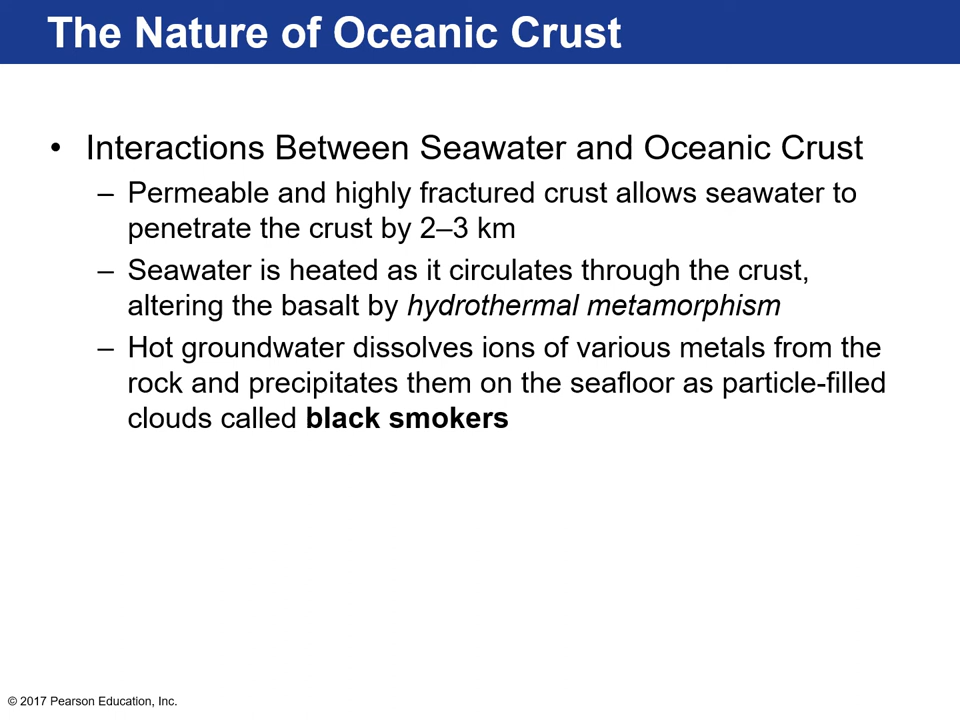 The Nature of Oceanic Crust
• Interactions Between Seawater and Oceanic Crust
– Permeable and highly fractured crust allows seawater to
penetrate the crust by 2–3 km
– Seawater is heated as it circulates through the crust,
altering the basalt by hydrothermal metamorphism
– Hot groundwater dissolves ions of various metals from the
rock and precipitates them on the seafloor as particle-filled
clouds called black smokers
© 2017 Pearson Education, Inc.